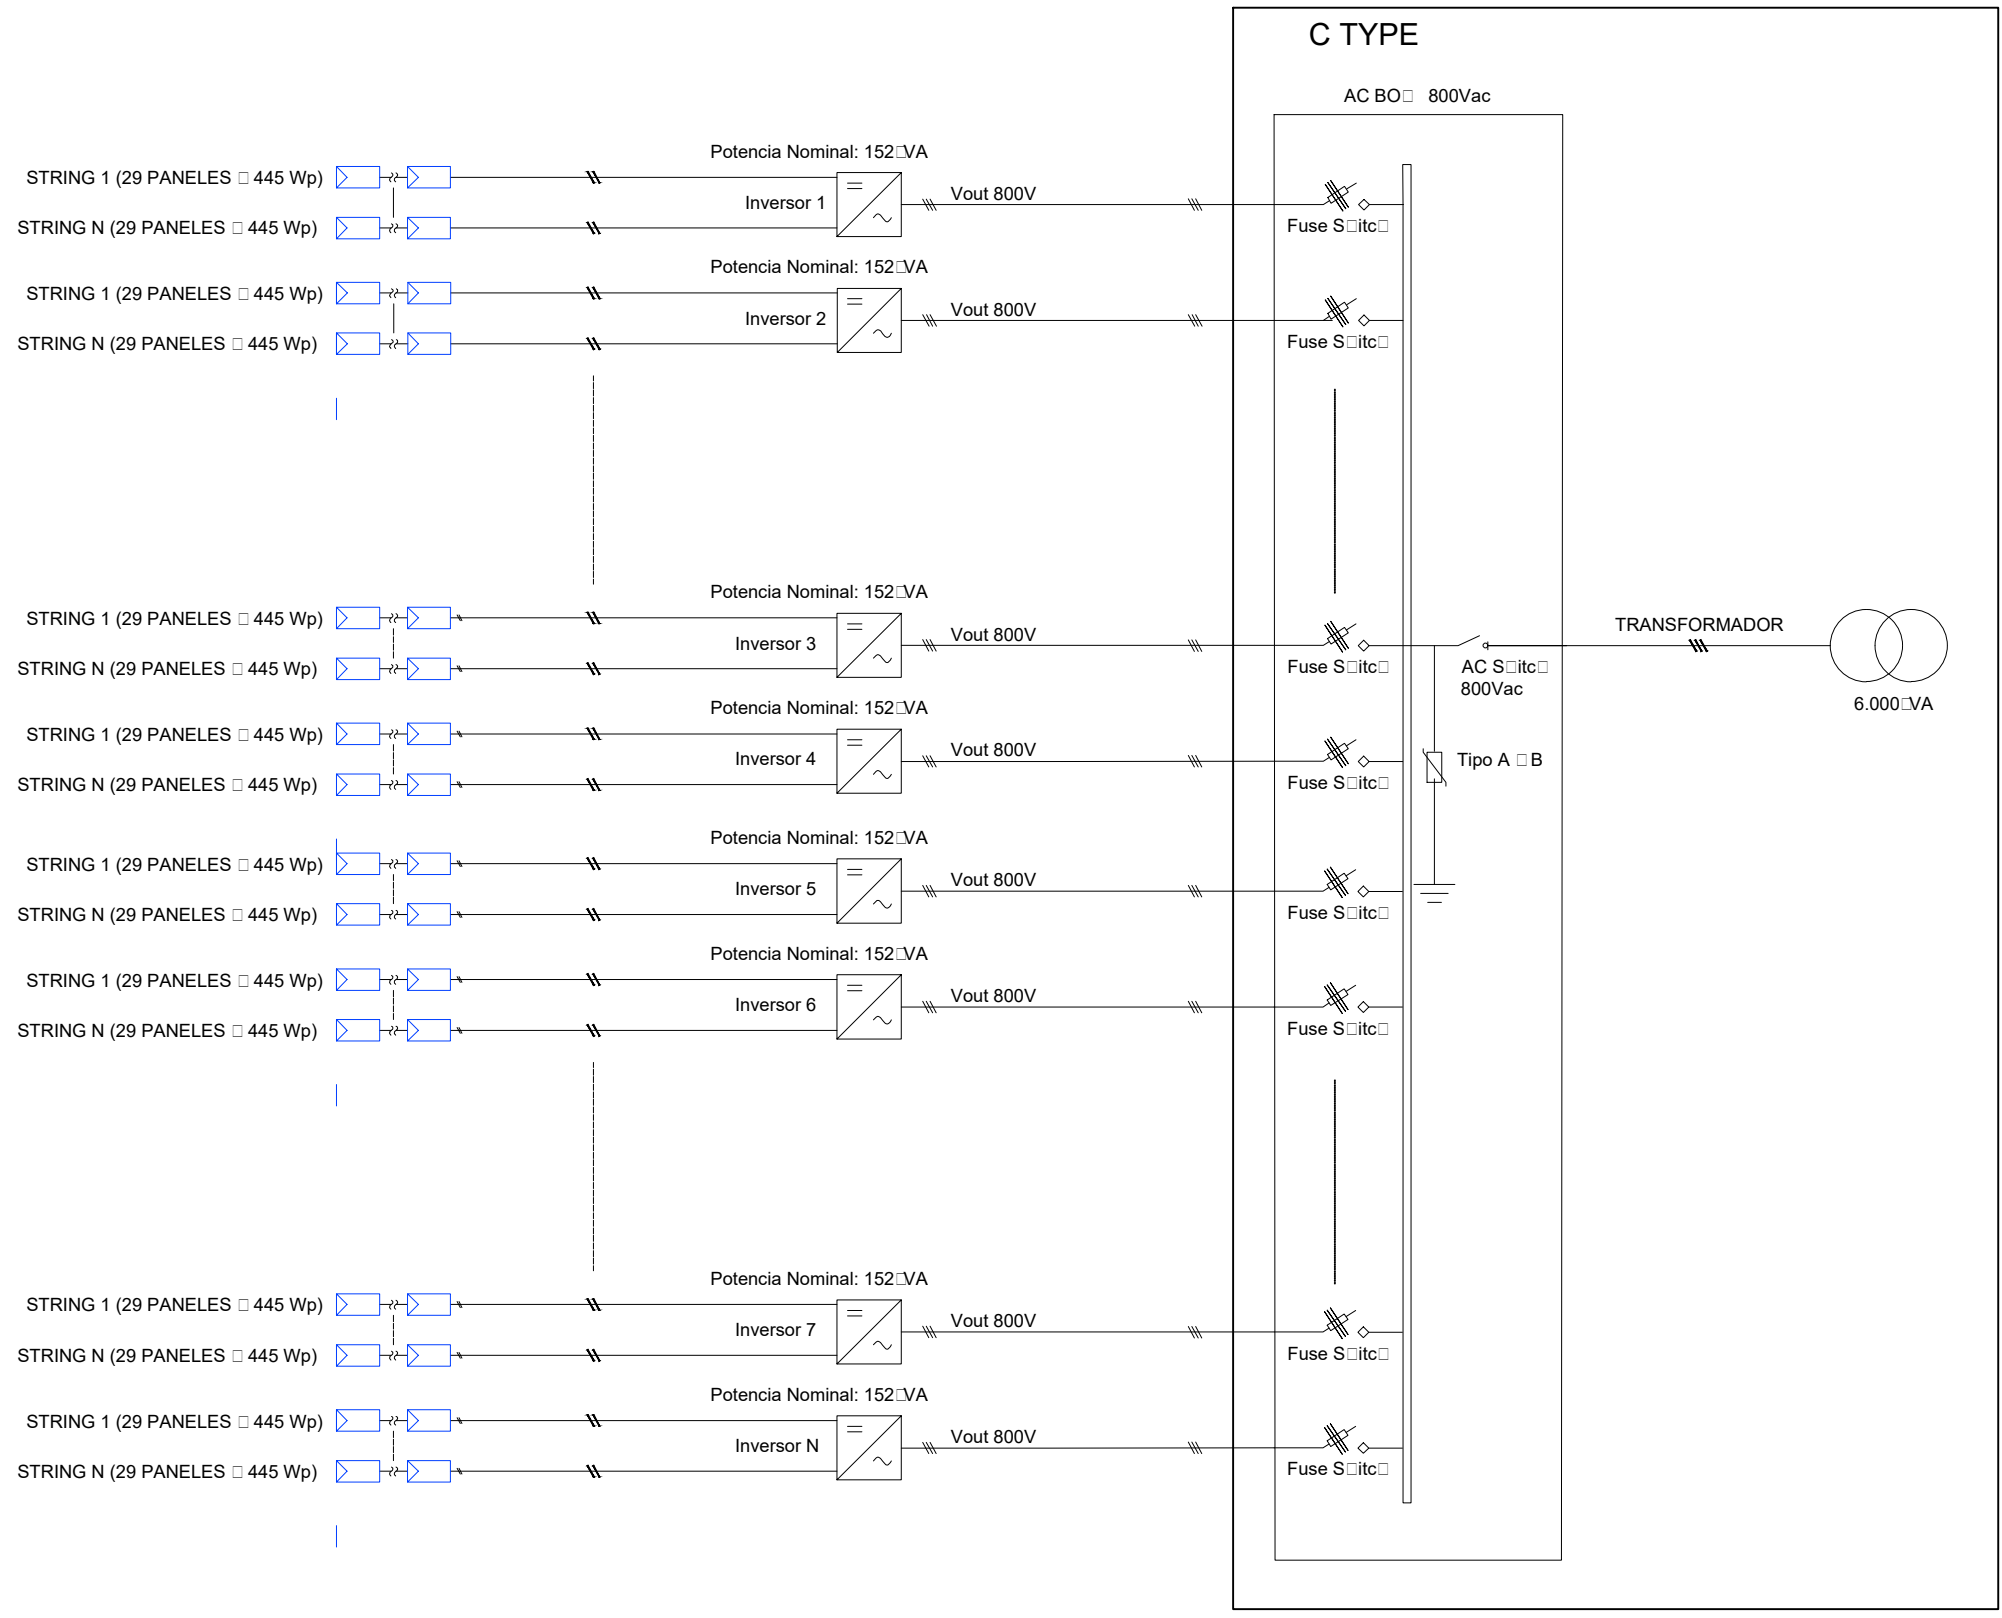 C TYPE
AC BO□ 800Vac
Potencia Nominal: 152□VA
STRING 1 (29 PANELES □ 445 Wp)
Inversor 1
Vout 800V
STRING N (29 PANELES □ 445 Wp)
Fuse S□itc□
Potencia Nominal: 152□VA
STRING 1 (29 PANELES □ 445 Wp)
Inversor 2
Vout 800V
STRING N (29 PANELES □ 445 Wp)
Fuse S□itc□
Potencia Nominal: 152□VA
STRING 1 (29 PANELES □ 445 Wp)
Inversor 3
Vout 800V
TRANSFORMADOR
STRING N (29 PANELES □ 445 Wp)
Fuse S□itc□
AC S□itc□
800Vac
6.000□VA
Potencia Nominal: 152□VA
STRING 1 (29 PANELES □ 445 Wp)
Inversor 4
Vout 800V
Tipo A □ B
STRING N (29 PANELES □ 445 Wp)
Fuse S□itc□
Potencia Nominal: 152□VA
STRING 1 (29 PANELES □ 445 Wp)
Inversor 5
Vout 800V
STRING N (29 PANELES □ 445 Wp)
Fuse S□itc□
Potencia Nominal: 152□VA
STRING 1 (29 PANELES □ 445 Wp)
Inversor 6
Vout 800V
STRING N (29 PANELES □ 445 Wp)
Fuse S□itc□
Potencia Nominal: 152□VA
STRING 1 (29 PANELES □ 445 Wp)
Inversor 7
Vout 800V
STRING N (29 PANELES □ 445 Wp)
Fuse S□itc□
Potencia Nominal: 152□VA
STRING 1 (29 PANELES □ 445 Wp)
Inversor N
Vout 800V
STRING N (29 PANELES □ 445 Wp)
Fuse S□itc□